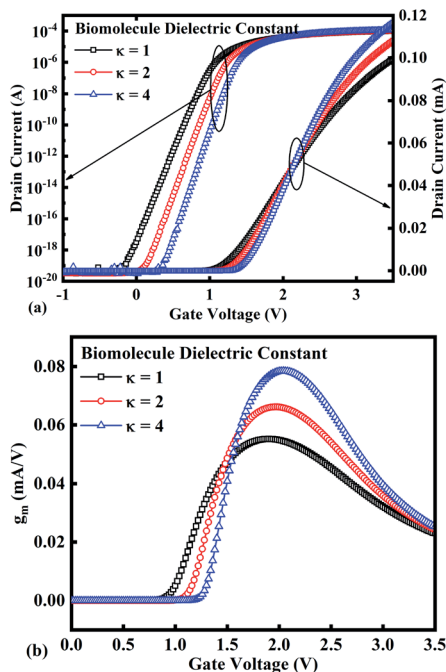 Biomolecule Dielectric Constant
κ = 1
κ = 2
κ = 4
Drain Current (A)
10⁻⁴
10⁻⁶
10⁻⁸
10⁻¹⁰
10⁻¹²
10⁻¹⁴
10⁻¹⁶
10⁻¹⁸
10⁻²⁰
0.12
0.10
0.08
0.06
0.04
0.02
0.00
Drain Current (mA)
-1 0 1 2 3
Gate Voltage (V)
(a)
Biomolecule Dielectric Constant
κ = 1
κ = 2
κ = 4
gₘ (mA/V)
0.08
0.06
0.04
0.02
0.00
0.0 0.5 1.0 1.5 2.0 2.5 3.0 3.5
Gate Voltage (V)
(b)